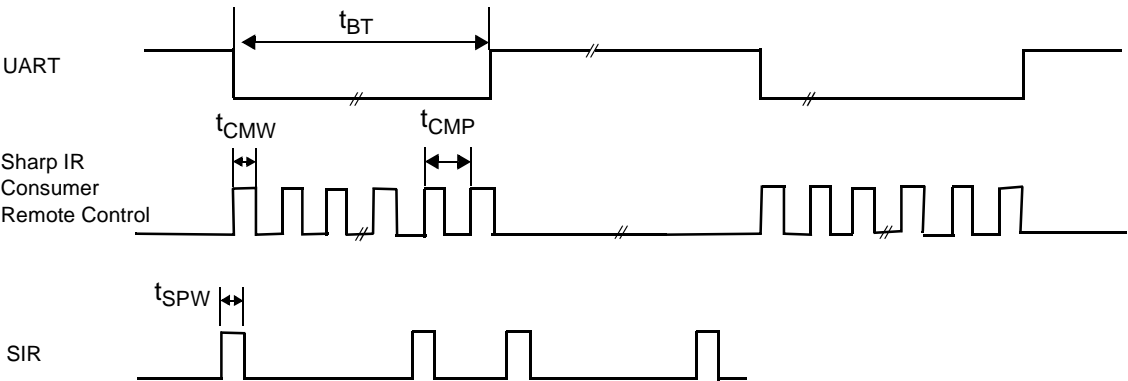 tBT
UART
tCMW
tCMP
Sharp IR
Consumer
Remote Control
tSPW
SIR